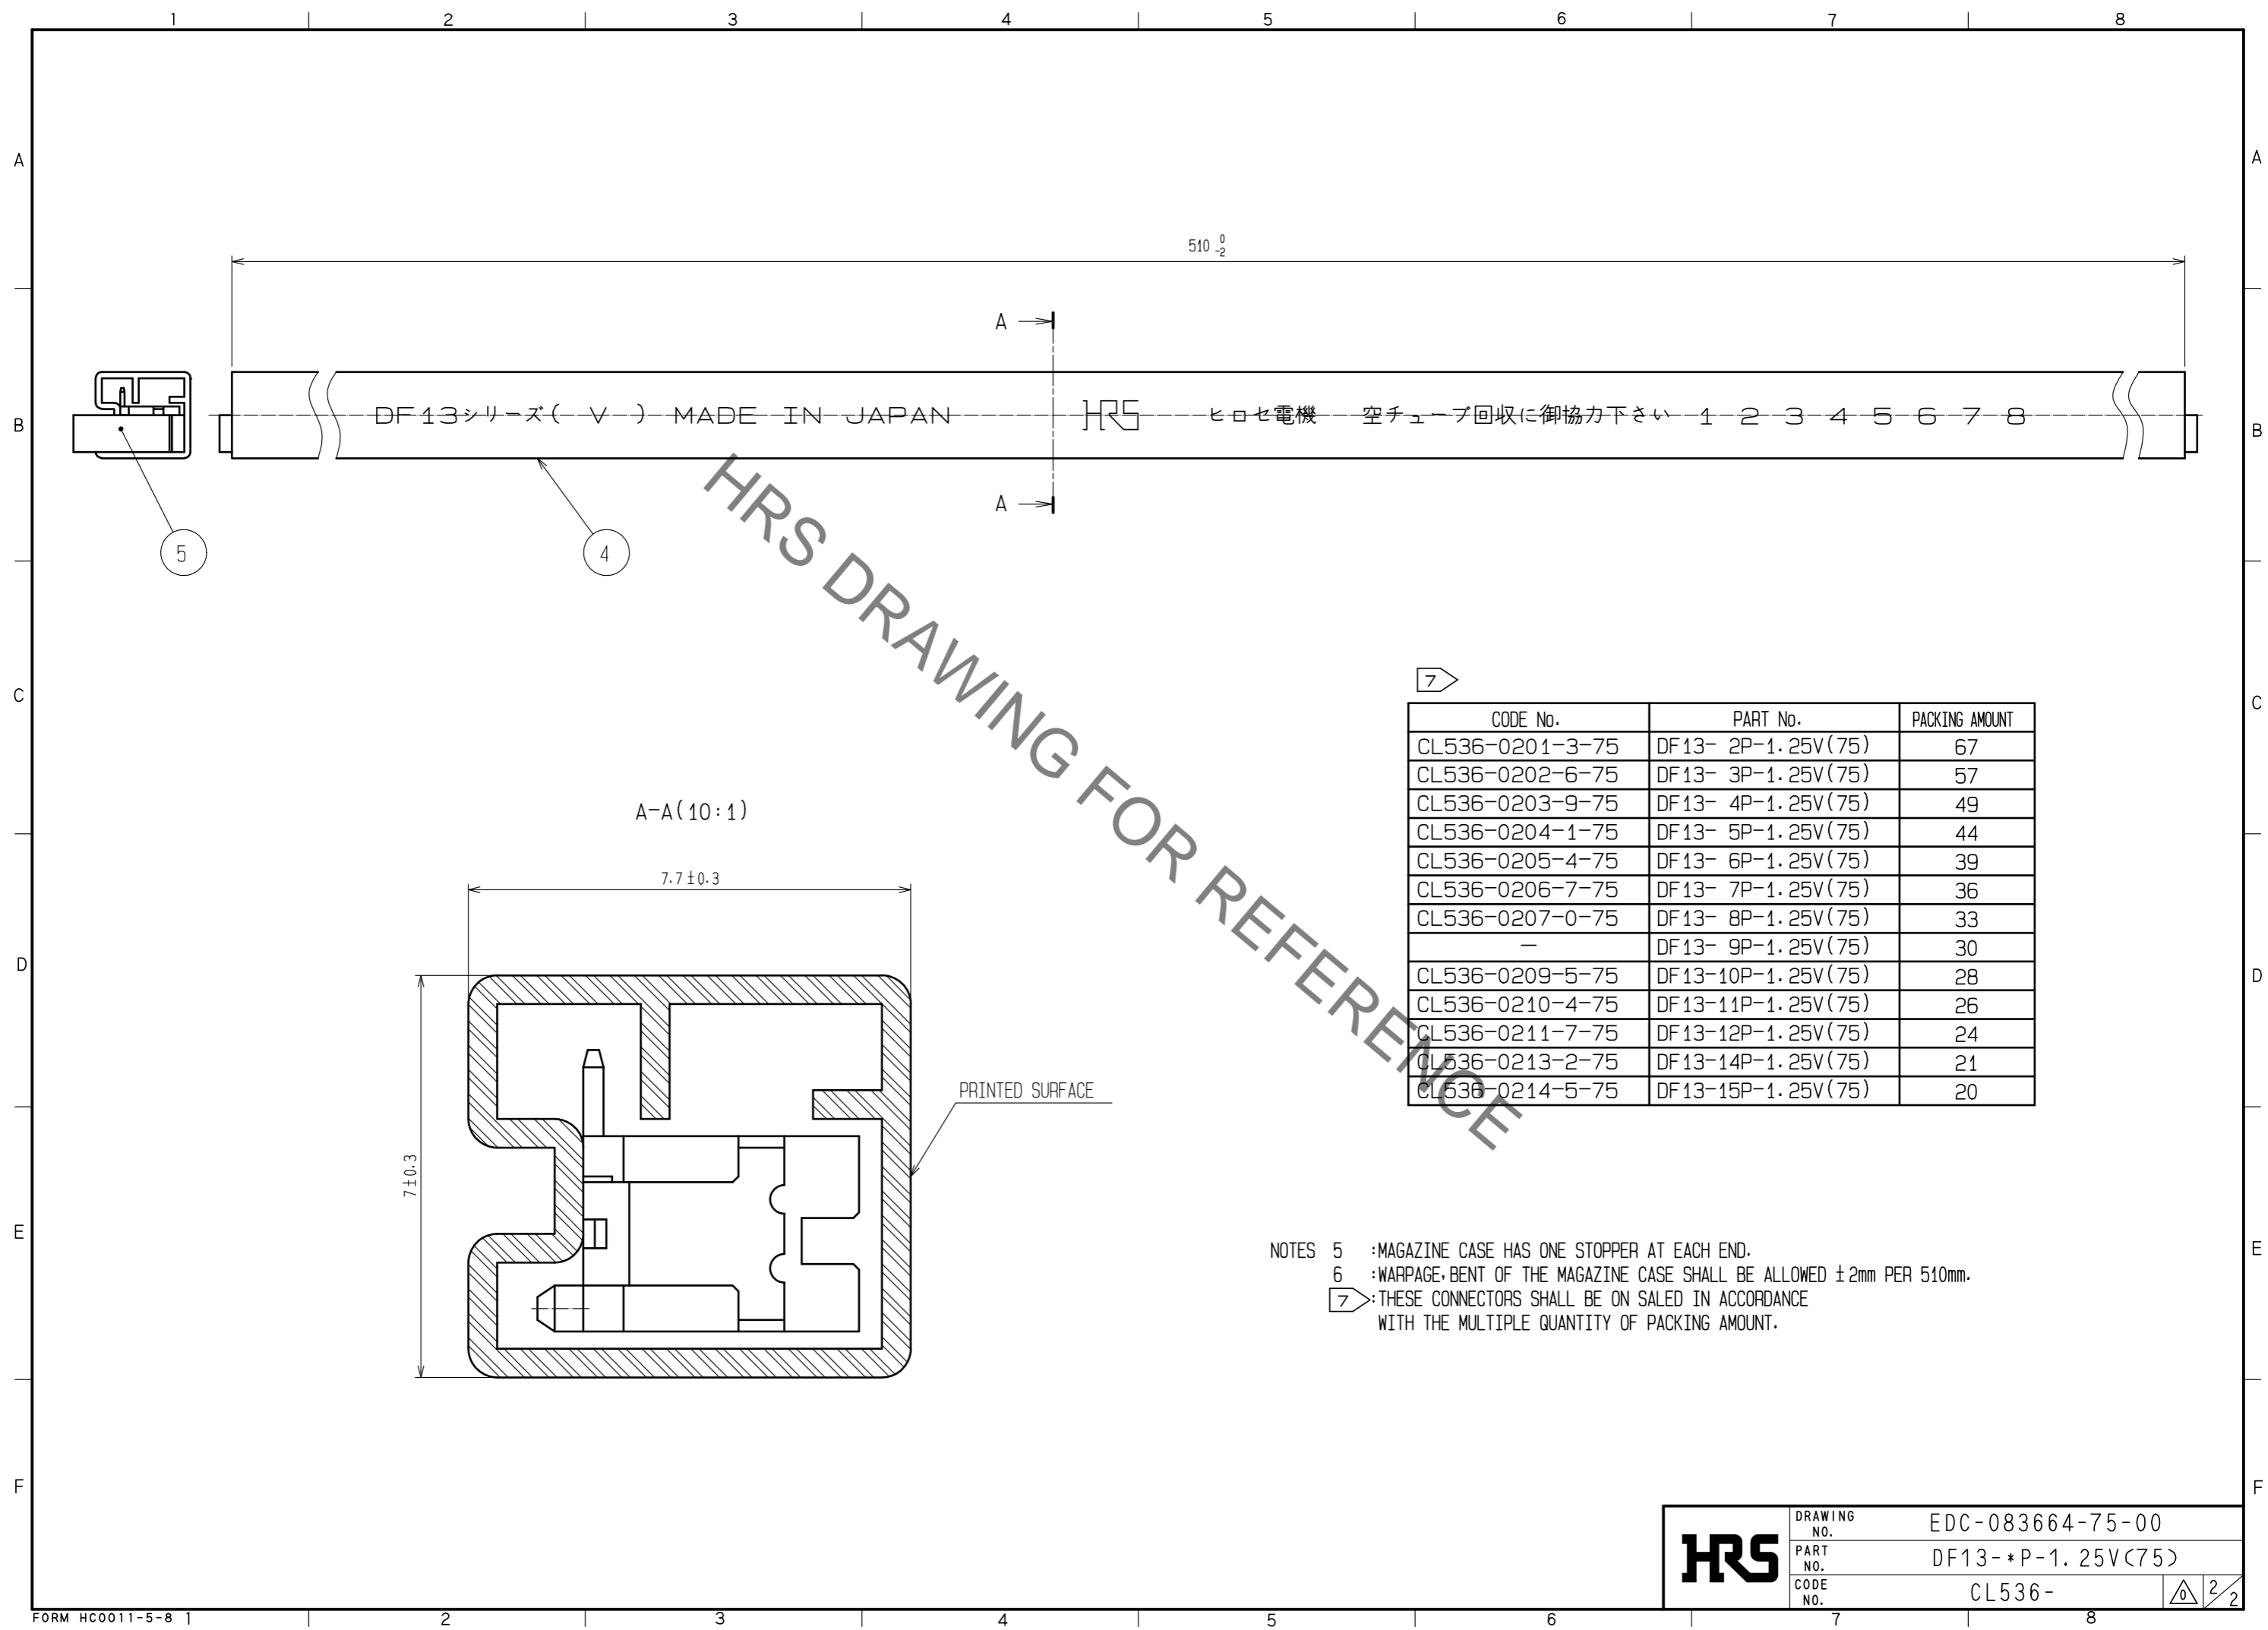 1 2 3 4 5 6 7 8
A A
510 0 -2
A
B DF13シリーズ( V ) MADE IN JAPAN HRS ヒロセ電機 空チューブ回収に御協力下さい 1 2 3 4 5 6 7 8 B
A
5 4
HRS DRAWING FOR REFERENCE
C C
7
CODE No. PART No. PACKING AMOUNT
CL536-0201-3-75 DF13- 2P-1.25V(75) 67
CL536-0202-6-75 DF13- 3P-1.25V(75) 57
CL536-0203-9-75 DF13- 4P-1.25V(75) 49
CL536-0204-1-75 DF13- 5P-1.25V(75) 44
CL536-0205-4-75 DF13- 6P-1.25V(75) 39
CL536-0206-7-75 DF13- 7P-1.25V(75) 36
CL536-0207-0-75 DF13- 8P-1.25V(75) 33
— DF13- 9P-1.25V(75) 30
CL536-0209-5-75 DF13-10P-1.25V(75) 28
CL536-0210-4-75 DF13-11P-1.25V(75) 26
CL536-0211-7-75 DF13-12P-1.25V(75) 24
CL536-0213-2-75 DF13-14P-1.25V(75) 21
CL536-0214-5-75 DF13-15P-1.25V(75) 20
A-A(10:1)
7.7±0.3
D D
PRINTED SURFACE
7±0.3
E E
NOTES 5 :MAGAZINE CASE HAS ONE STOPPER AT EACH END.
6 :WARPAGE,BENT OF THE MAGAZINE CASE SHALL BE ALLOWED ±2mm PER 510mm.
7 :THESE CONNECTORS SHALL BE ON SALED IN ACCORDANCE
WITH THE MULTIPLE QUANTITY OF PACKING AMOUNT.
F F
HRS
DRAWING NO. EDC-083664-75-00
PART NO. DF13-*P-1.25V(75)
CODE NO. CL536- 0 2/2
FORM HC0011-5-8 1 2 3 4 5 6 7 8